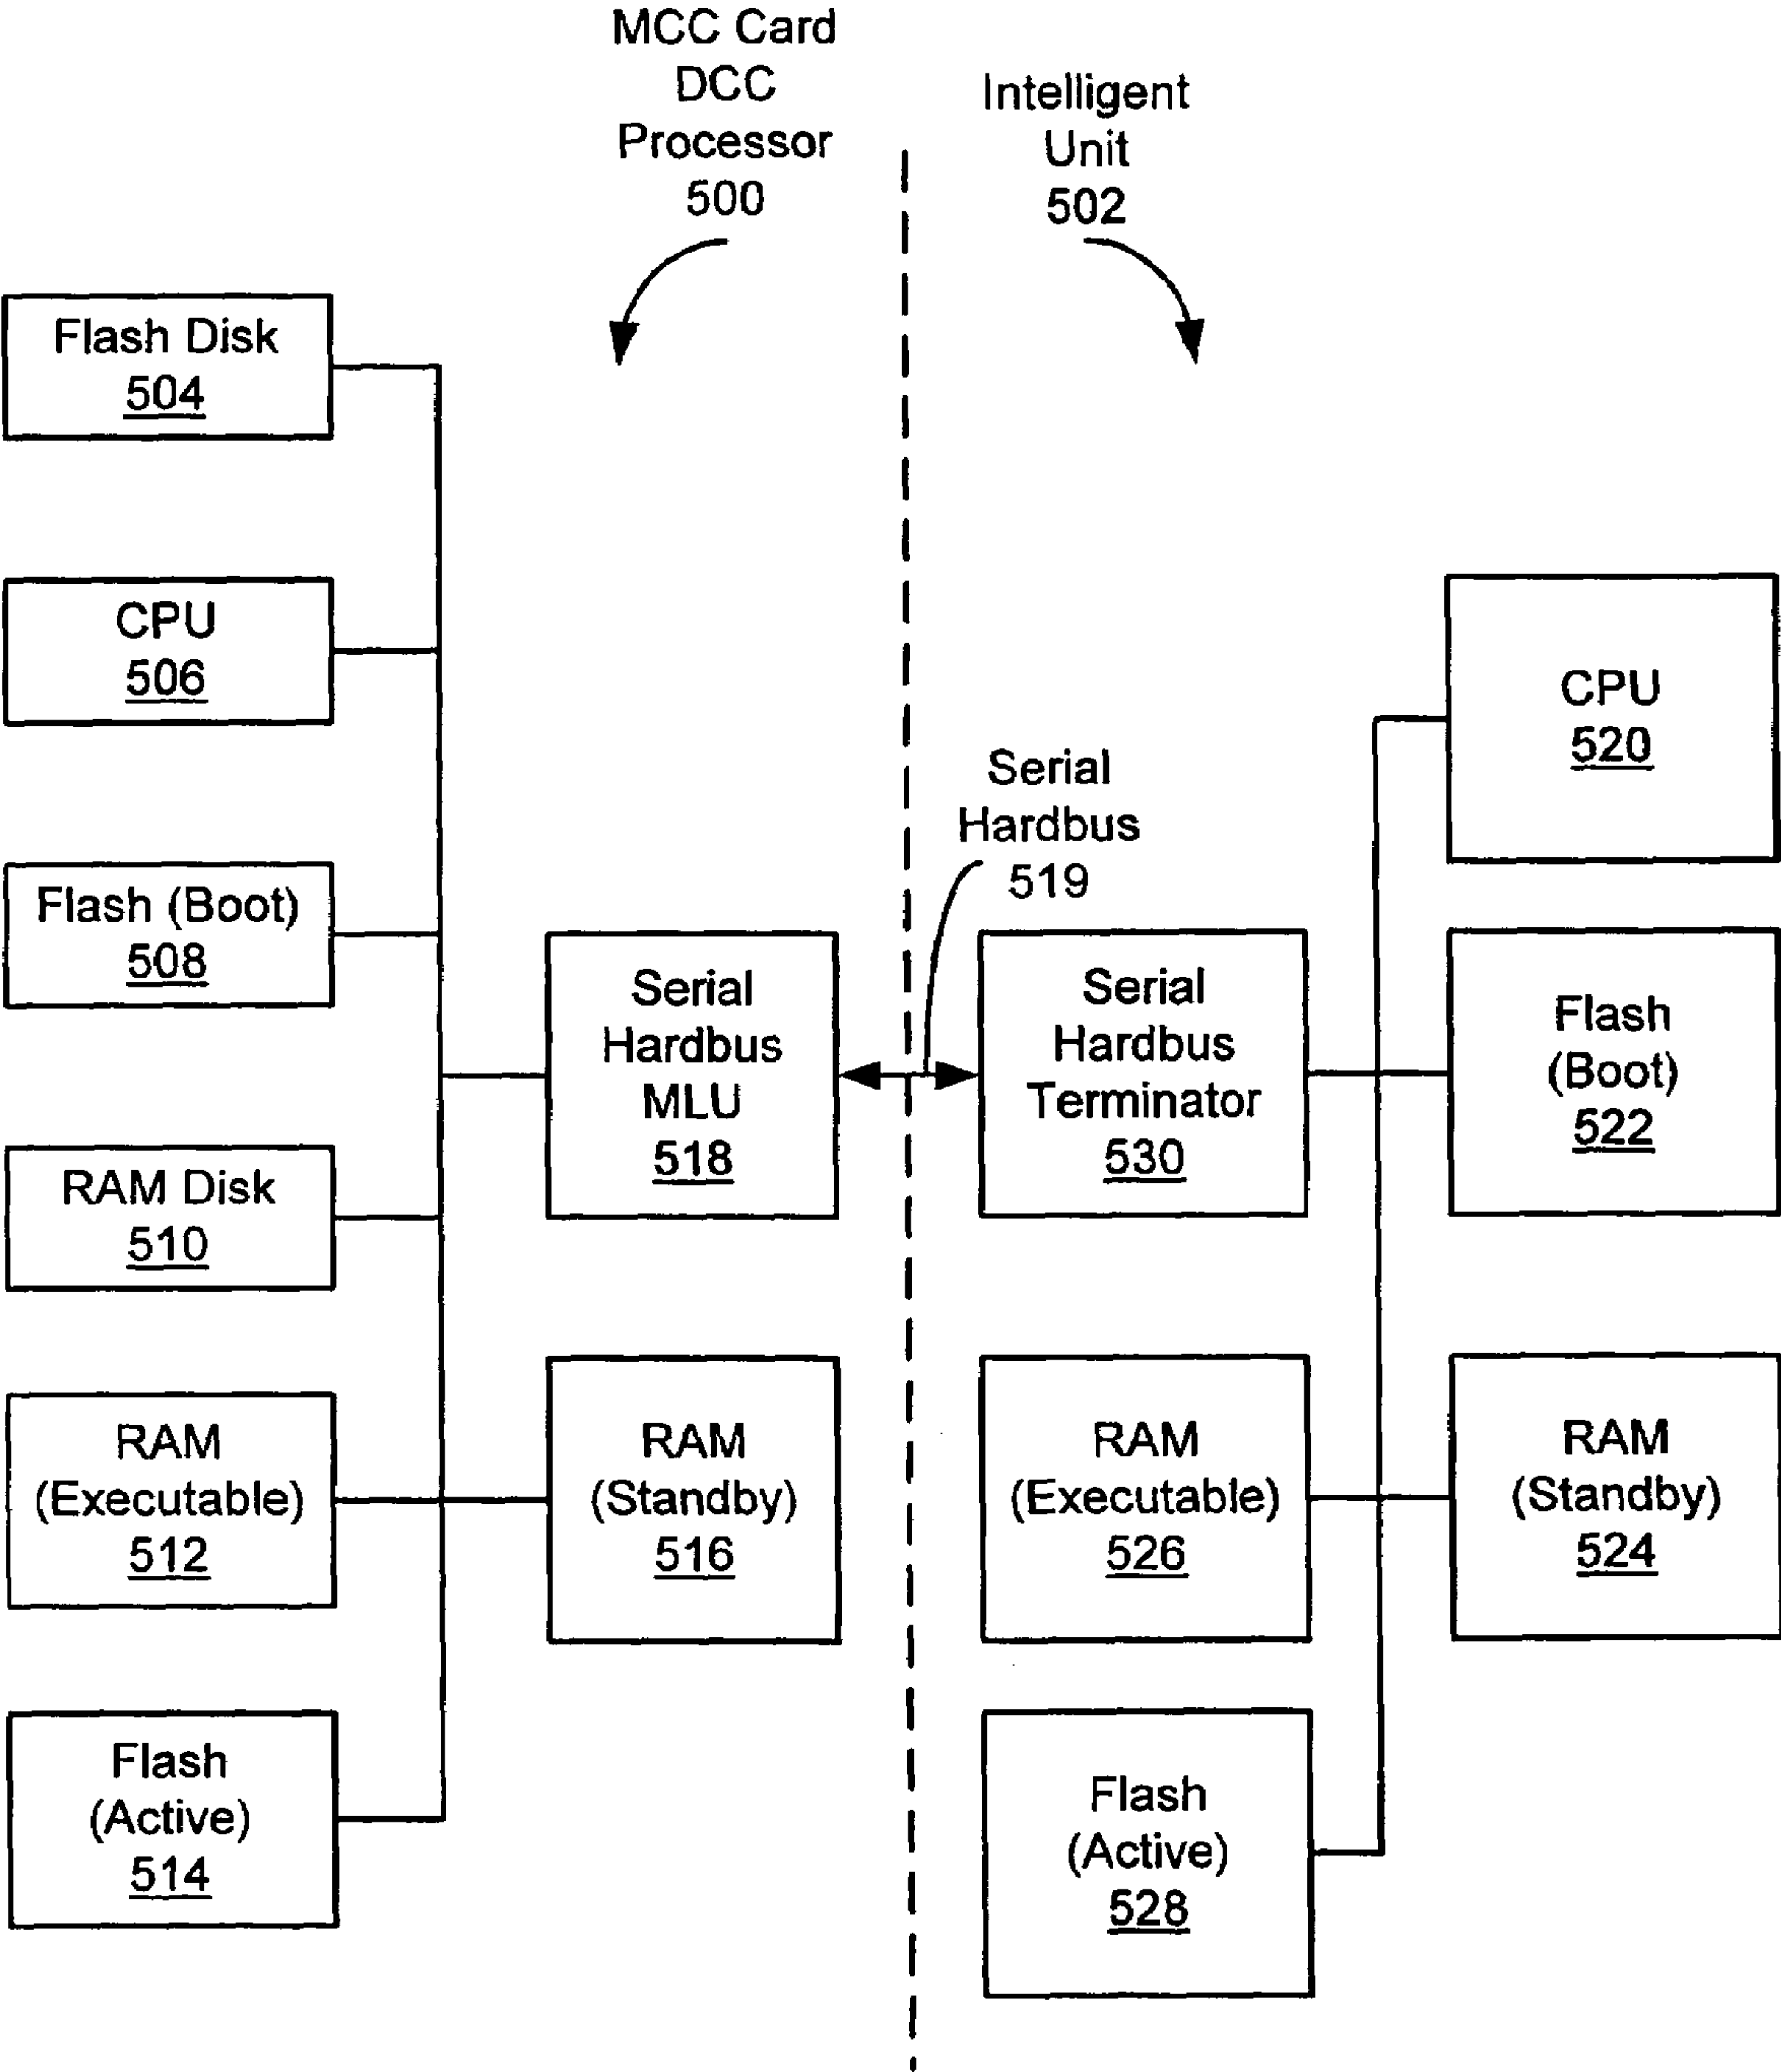 MCC Card
DCC
Processor
500
Intelligent
Unit
502
Flash Disk
504
CPU
506
Flash (Boot)
508
RAM Disk
510
RAM
(Executable)
512
Flash
(Active)
514
Serial
Hardbus
MLU
518
RAM
(Standby)
516
Serial
Hardbus
519
Serial
Hardbus
Terminator
530
RAM
(Executable)
526
Flash
(Active)
528
CPU
520
Flash
(Boot)
522
RAM
(Standby)
524